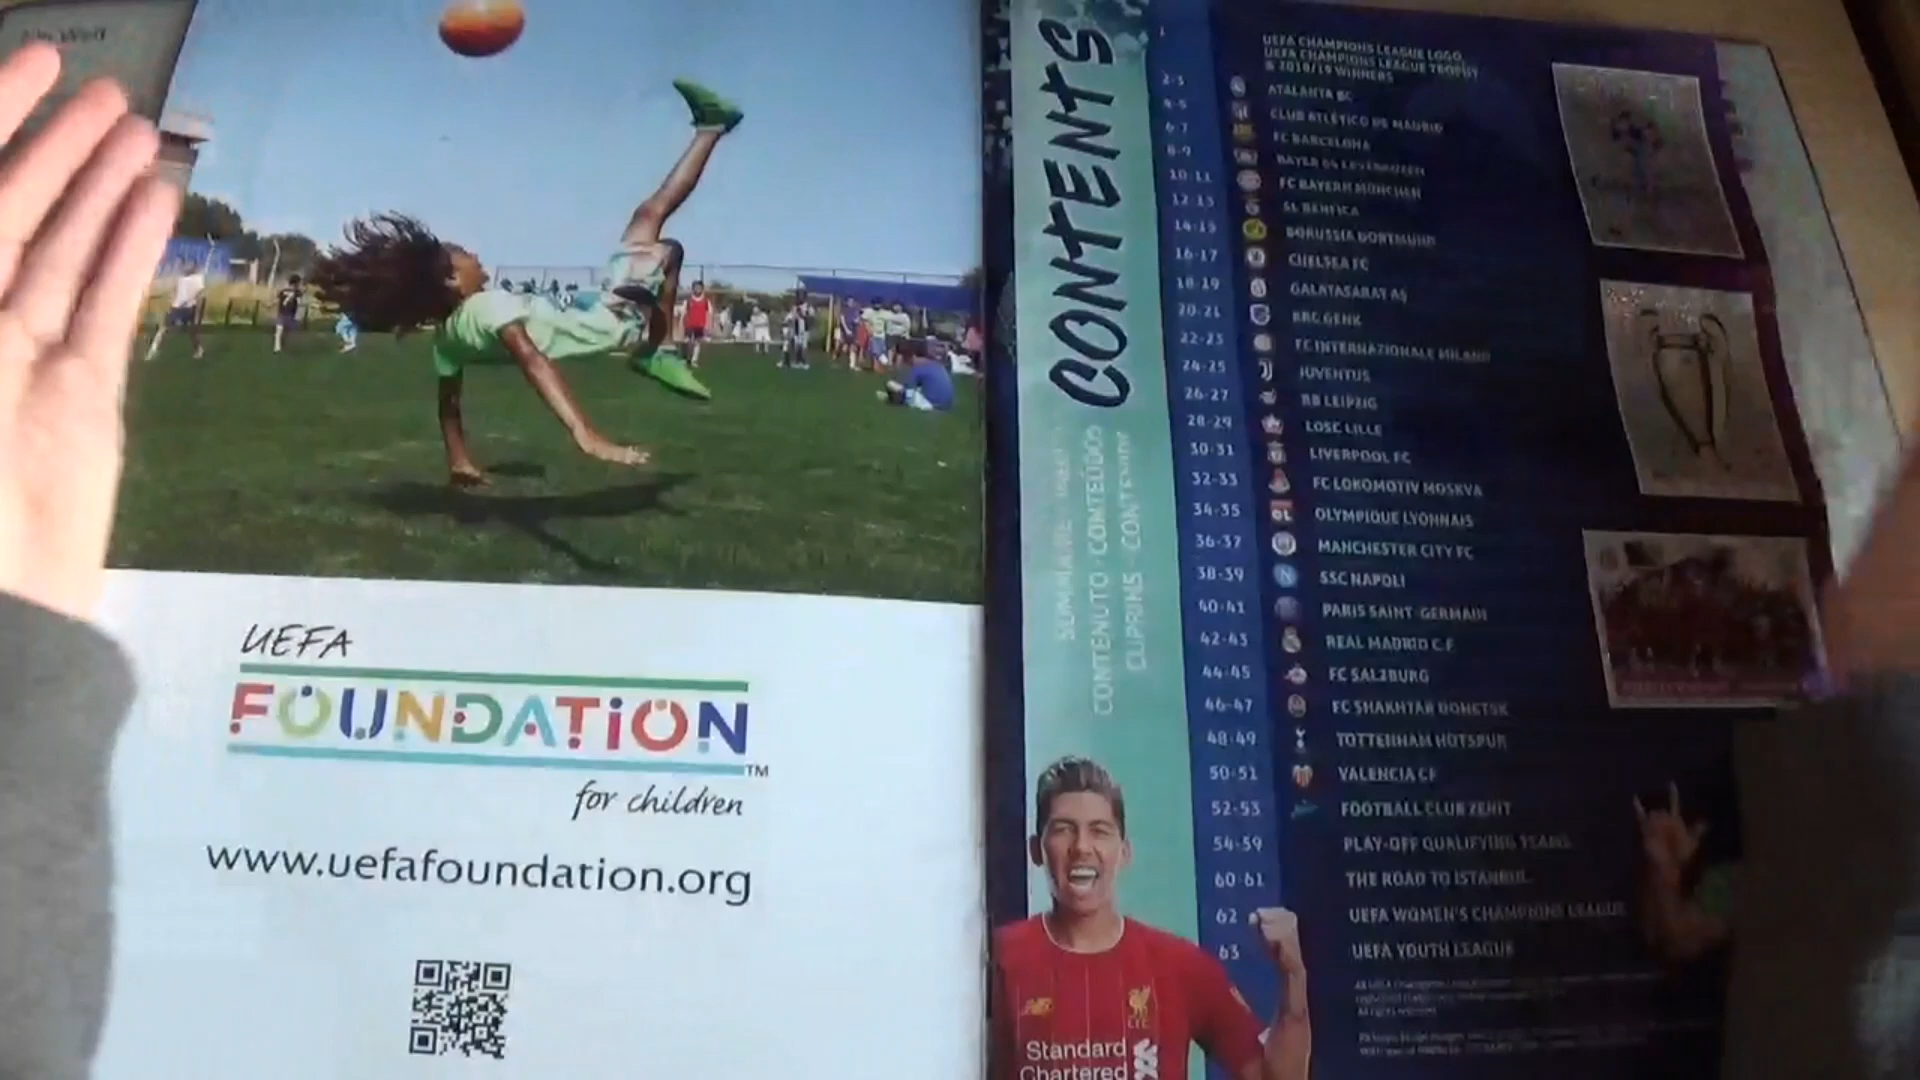 UEFA
FOUNDATION
TM
for children
www.uefafoundation.org
CONTENTS
CONTENUTO · CONTEÚDOS
CUPRINS
1 UEFA CHAMPIONS LEAGUE LOGO,
UEFA CHAMPIONS LEAGUE TROPHY
& 2018/19 WINNERS
2-3 ATALANTA BC
4-5 CLUB ATLÉTICO DE MADRID
6-7 FC BARCELONA
8-9 BAYER 04 LEVERKUSEN
10-11 FC BAYERN MÜNCHEN
12-13 SL BENFICA
14-15 BORUSSIA DORTMUND
16-17 CHELSEA FC
18-19 GALATASARAY AŞ
20-21 KRC GENK
22-23 FC INTERNAZIONALE MILANO
24-25 JUVENTUS
26-27 RB LEIPZIG
28-29 LOSC LILLE
30-31 LIVERPOOL FC
32-33 FC LOKOMOTIV MOSKVA
34-35 OLYMPIQUE LYONNAIS
36-37 MANCHESTER CITY FC
38-39 SSC NAPOLI
40-41 PARIS SAINT-GERMAIN
42-43 REAL MADRID C.F
44-45 FC SALZBURG
46-47 FC SHAKHTAR DONETSK
48-49 TOTTENHAM HOTSPUR
50-51 VALENCIA CF
52-53 FOOTBALL CLUB ZENIT
54-59 PLAY-OFF QUALIFYING TEAMS
60-61 THE ROAD TO ISTANBUL
62 UEFA WOMEN'S CHAMPIONS LEAGUE
63 UEFA YOUTH LEAGUE
Standard
Chartered